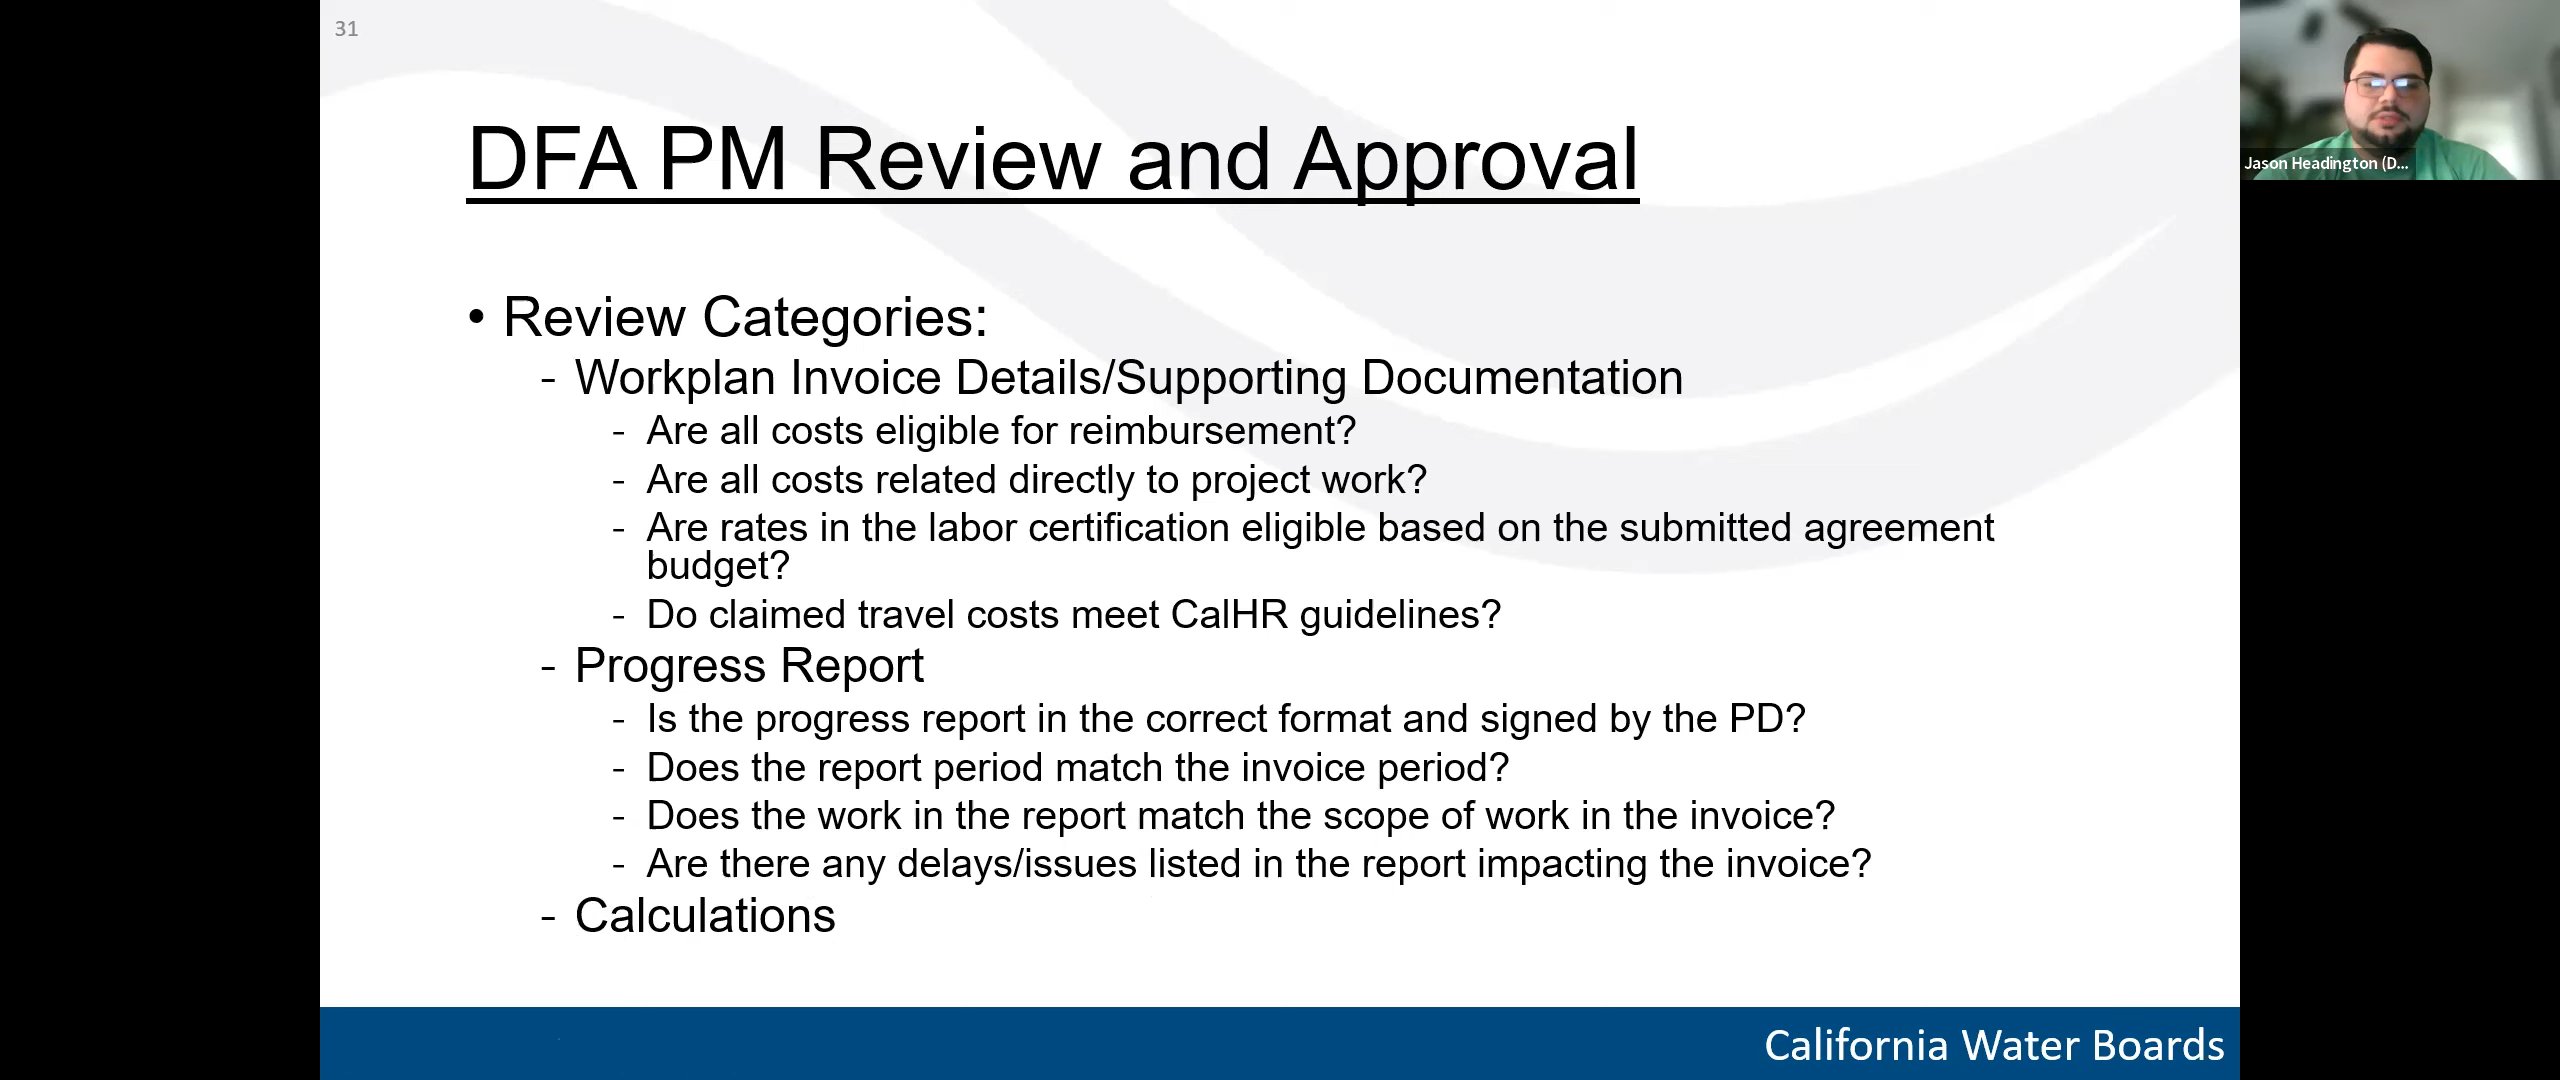 31
DFA PM Review and Approval
• Review Categories:
- Workplan Invoice Details/Supporting Documentation
- Are all costs eligible for reimbursement?
- Are all costs related directly to project work?
- Are rates in the labor certification eligible based on the submitted agreement
budget?
- Do claimed travel costs meet CalHR guidelines?
- Progress Report
- Is the progress report in the correct format and signed by the PD?
- Does the report period match the invoice period?
- Does the work in the report match the scope of work in the invoice?
- Are there any delays/issues listed in the report impacting the invoice?
- Calculations
California Water Boards
Jason Headington (D...